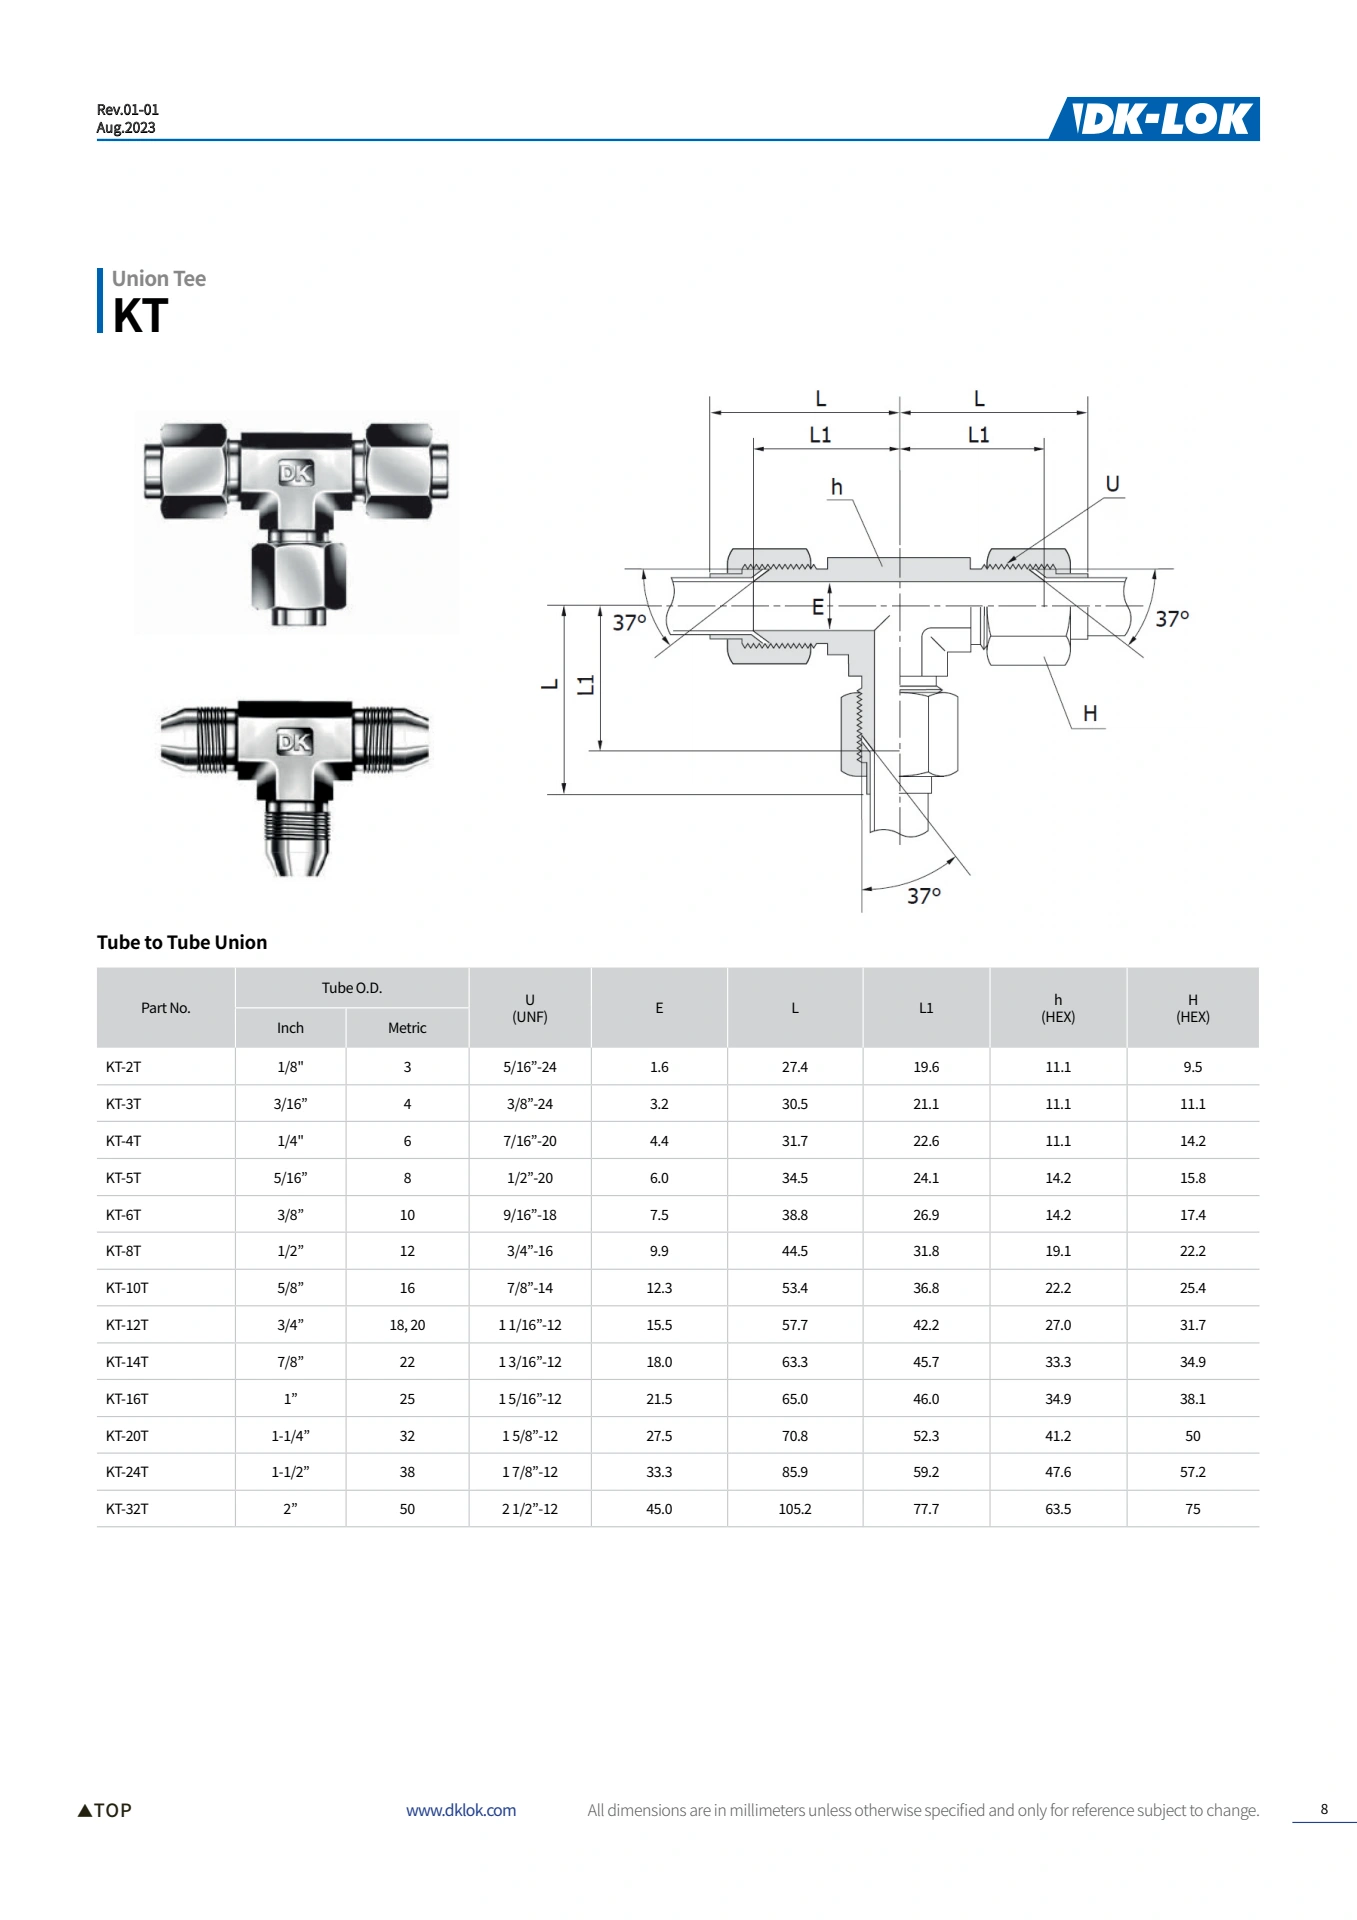 Rev.01-01
Aug.2023
DK-LOK
Union Tee
KT
DK
DK
L L
L1 L1
h
U
E
37°
37°
L
L1
H
37°
Tube to Tube Union
Part No. Tube O.D. U (UNF) E L L1 h (HEX) H (HEX)
Inch Metric
KT-2T 1/8" 3 5/16”-24 1.6 27.4 19.6 11.1 9.5
KT-3T 3/16” 4 3/8”-24 3.2 30.5 21.1 11.1 11.1
KT-4T 1/4" 6 7/16”-20 4.4 31.7 22.6 11.1 14.2
KT-5T 5/16” 8 1/2”-20 6.0 34.5 24.1 14.2 15.8
KT-6T 3/8” 10 9/16”-18 7.5 38.8 26.9 14.2 17.4
KT-8T 1/2” 12 3/4”-16 9.9 44.5 31.8 19.1 22.2
KT-10T 5/8” 16 7/8”-14 12.3 53.4 36.8 22.2 25.4
KT-12T 3/4” 18, 20 1 1/16”-12 15.5 57.7 42.2 27.0 31.7
KT-14T 7/8” 22 1 3/16”-12 18.0 63.3 45.7 33.3 34.9
KT-16T 1” 25 1 5/16”-12 21.5 65.0 46.0 34.9 38.1
KT-20T 1-1/4” 32 1 5/8”-12 27.5 70.8 52.3 41.2 50
KT-24T 1-1/2” 38 1 7/8”-12 33.3 85.9 59.2 47.6 57.2
KT-32T 2” 50 2 1/2”-12 45.0 105.2 77.7 63.5 75
▲TOP www.dklok.com All dimensions are in millimeters unless otherwise specified and only for reference subject to change. 8